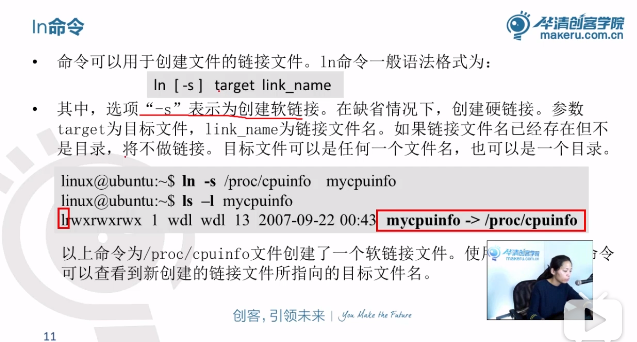 ln命令
华清创客学院
makeru.com.cn
• 命令可以用于创建文件的链接文件。ln命令一般语法格式为:
ln [ -s ] target link_name
• 其中，选项“-s”表示为创建软链接。在缺省情况下，创建硬链接。参数
target为目标文件，link_name为链接文件名。如果链接文件名已经存在但不
是目录，将不做链接。目标文件可以是任何一个文件名，也可以是一个目录。
linux@ubuntu:~$ ln -s /proc/cpuinfo mycpuinfo
linux@ubuntu:~$ ls –l mycpuinfo
lrwxrwxrwx 1 wdl wdl 13 2007-09-22 00:43 mycpuinfo -> /proc/cpuinfo
以上命令为/proc/cpuinfo文件创建了一个软链接文件。使用 命令
可以查看到新创建的链接文件所指向的目标文件名。
华清创客学院
创客，引领未来 | You Make the Future
11